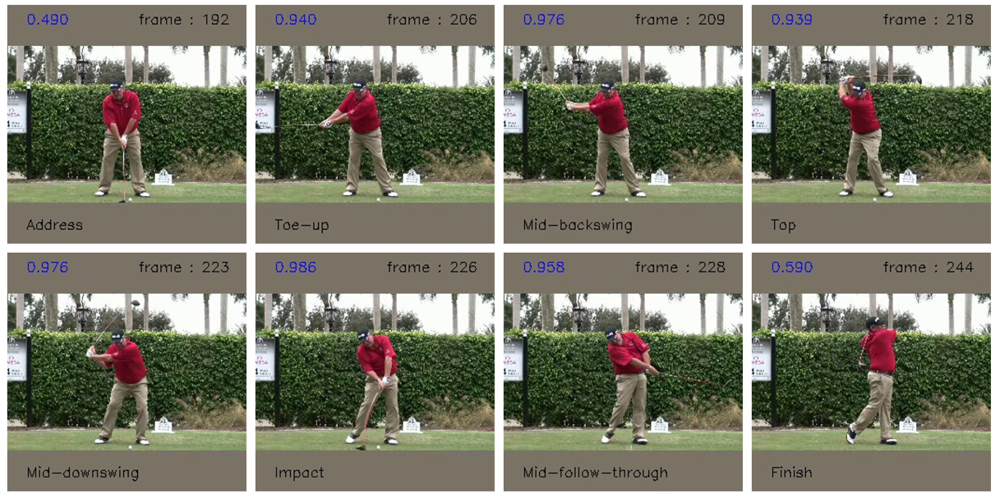 0.490 frame : 192
Address
0.940 frame : 206
Toe-up
0.976 frame : 209
Mid-backswing
0.939 frame : 218
Top
0.976 frame : 223
Mid-downswing
0.986 frame : 226
Impact
0.958 frame : 228
Mid-follow-through
0.590 frame : 244
Finish